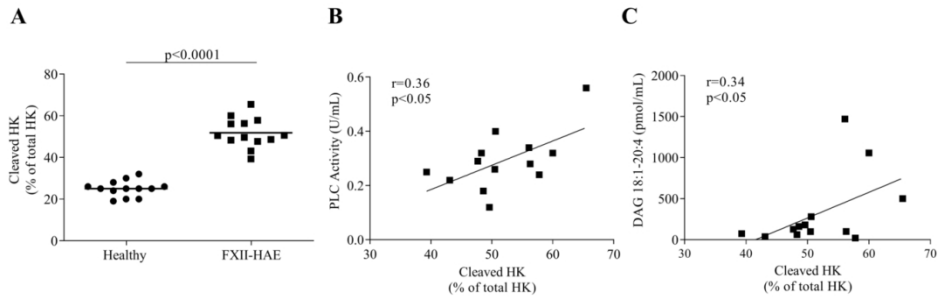 A
p<0.0001
80
60
40
20
0
Cleaved HK
(% of total HK)
Healthy
FXII-HAE
B
r=0.36
p<0.05
0.6
0.4
0.2
0.0
PLC Activity (U/mL)
30
40
50
60
70
Cleaved HK
(% of total HK)
C
r=0.34
p<0.05
2000
1500
1000
500
0
DAG 18:1-20:4 (pmol/mL)
30
40
50
60
70
Cleaved HK
(% of total HK)